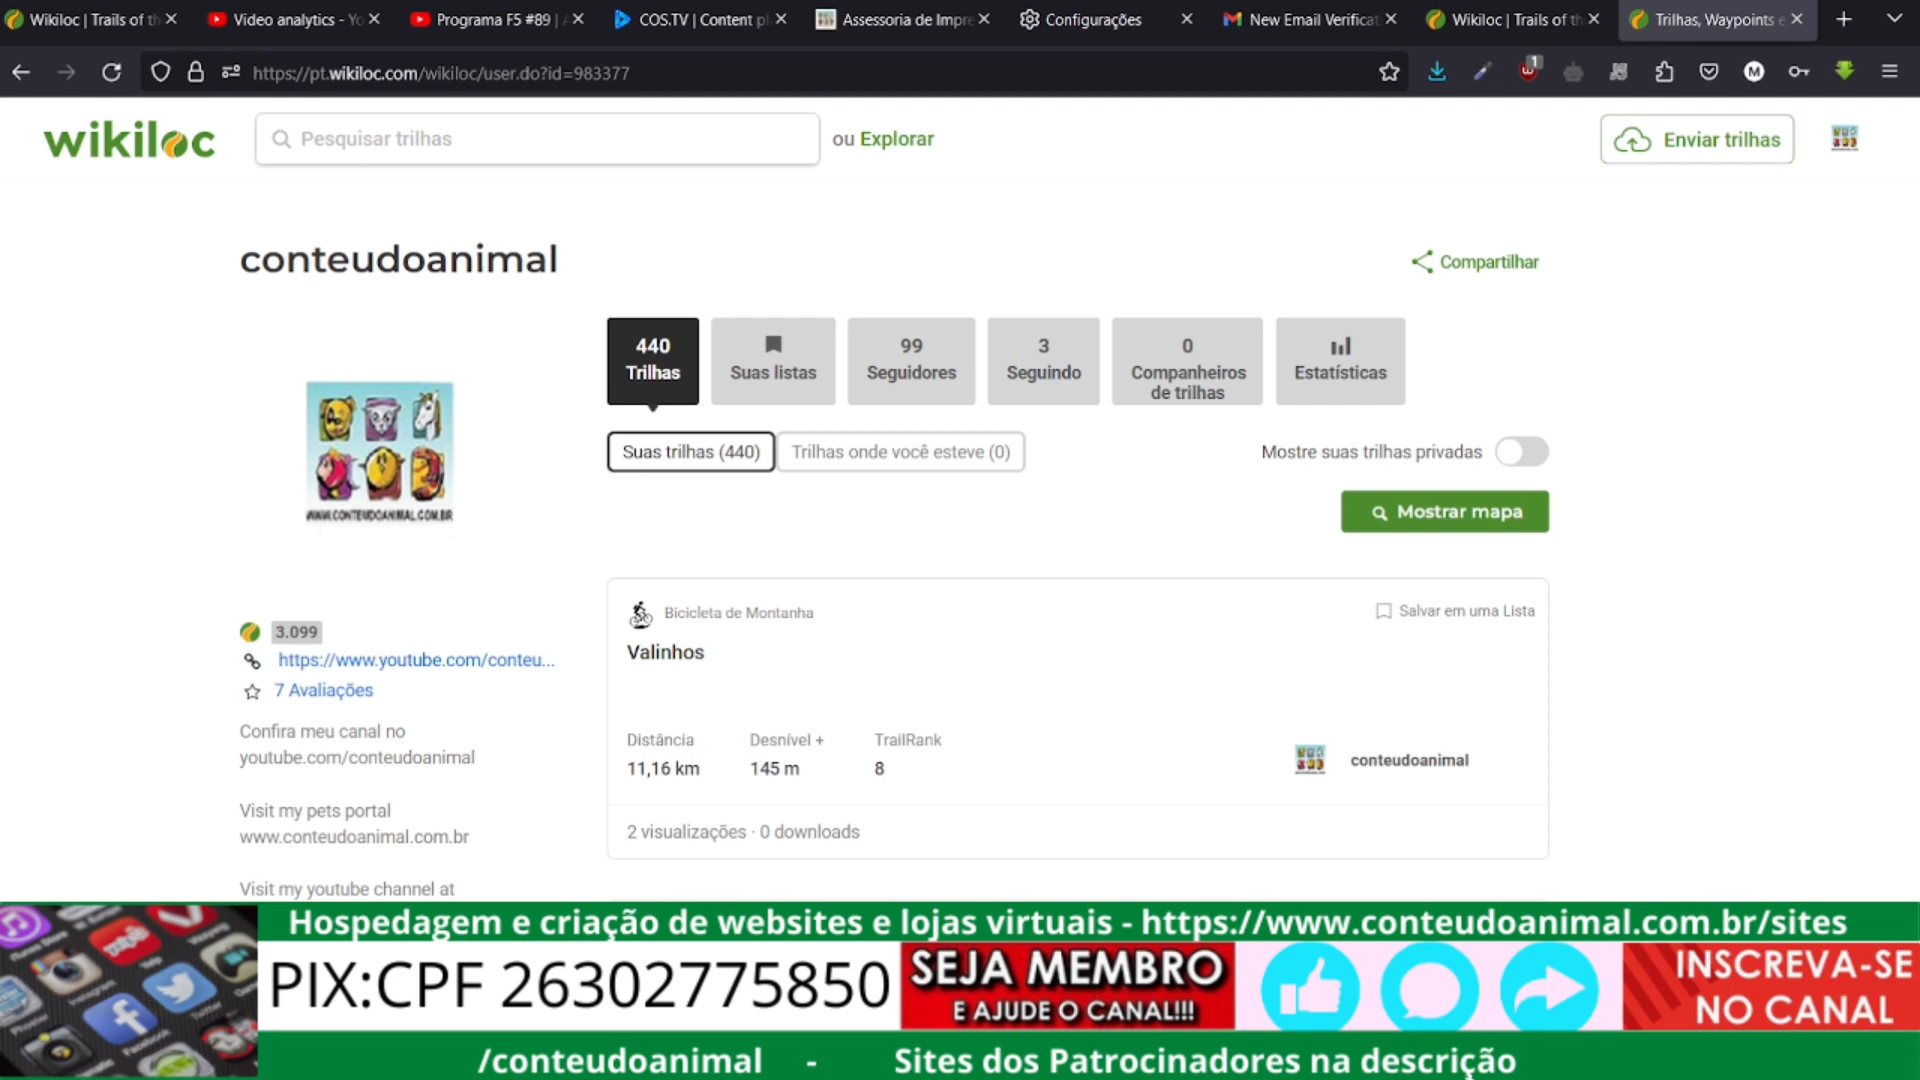 Wikiloc | Trails of th
Video analytics - Yo
Programa F5 #89 | A
COS.TV | Content pl
Assessoria de Impre
Configurações
New Email Verificat
Wikiloc | Trails of th
Trilhas, Waypoints e
https://pt.wikiloc.com/wikiloc/user.do?id=983377
1
M
wikiloc
Pesquisar trilhas
ou Explorar
Enviar trilhas
conteudoanimal
Compartilhar
440
Trilhas
Suas listas
99
Seguidores
3
Seguindo
0
Companheiros
de trilhas
Estatísticas
Suas trilhas (440)
Trilhas onde você esteve (0)
Mostre suas trilhas privadas
Mostrar mapa
WWW.CONTEUDOANIMAL.COM.BR
3.099
https://www.youtube.com/conteu...
7 Avaliações
Confira meu canal no
youtube.com/conteudoanimal
Visit my pets portal
www.conteudoanimal.com.br
Visit my youtube channel at
Bicicleta de Montanha
Salvar em uma Lista
Valinhos
Distância
Desnível +
TrailRank
11,16 km
145 m
8
conteudoanimal
2 visualizações · 0 downloads
Hospedagem e criação de websites e lojas virtuais - https://www.conteudoanimal.com.br/sites
PIX:CPF 26302775850
SEJA MEMBRO
E AJUDE O CANAL!!!
INSCREVA-SE
NO CANAL
/conteudoanimal - Sites dos Patrocinadores na descrição